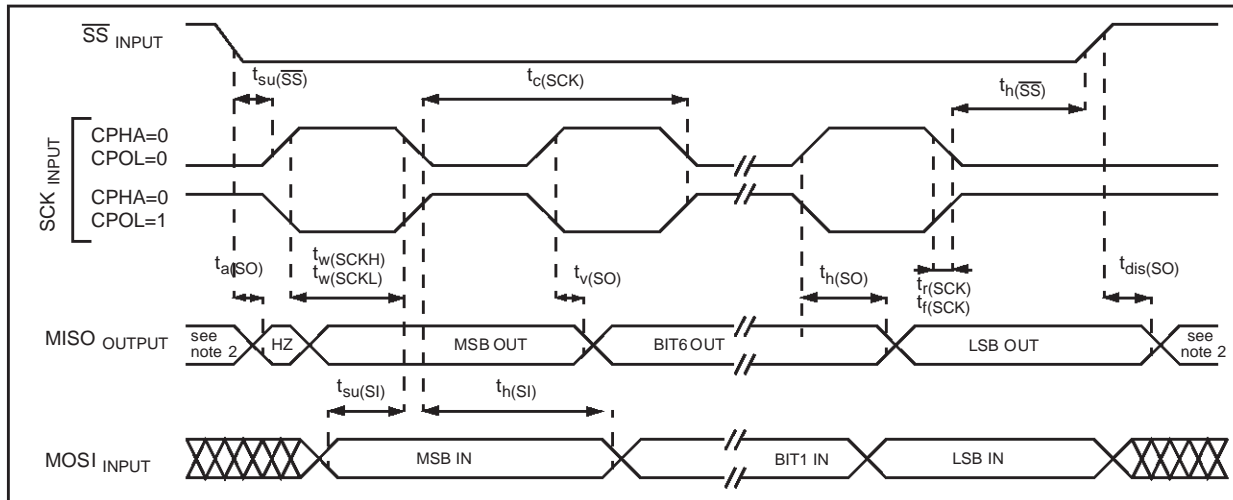 SS INPUT
tsu(SS)
tc(SCK)
th(SS)
SCK INPUT
CPHA=0
CPOL=0
CPHA=0
CPOL=1
ta(SO)
tw(SCKH)
tw(SCKL)
tv(SO)
th(SO)
tr(SCK)
tf(SCK)
tdis(SO)
MISO OUTPUT
see
note 2
HZ
MSB OUT
BIT6 OUT
LSB OUT
see
note 2
tsu(SI)
th(SI)
MOSI INPUT
MSB IN
BIT1 IN
LSB IN